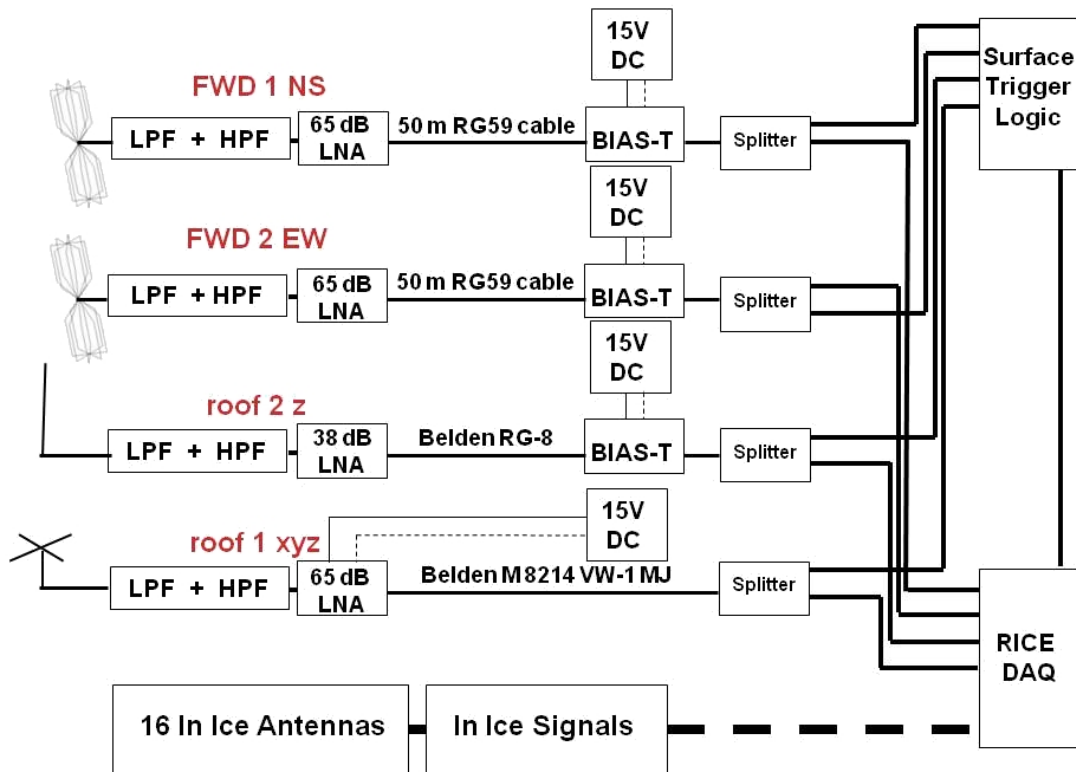 15V
DC
Surface
Trigger
Logic
FWD 1 NS
LPF + HPF
65 dB
LNA
50 m RG59 cable
BIAS-T
Splitter
15V
DC
FWD 2 EW
LPF +HPF
65 dB
LNA
50 m RG59 cable
BIAS-T
Splitter
15V
DC
roof 2 z
LPF + HPF
38 dB
LNA
Belden RG-8
BIAS-T
Splitter
15V
DC
roof 1 xyz
LPF + HPF
65 dB
LNA
Belden M 8214 VW-1 MJ
Splitter
RICE
DAQ
16 In Ice Antennas
In Ice Signals